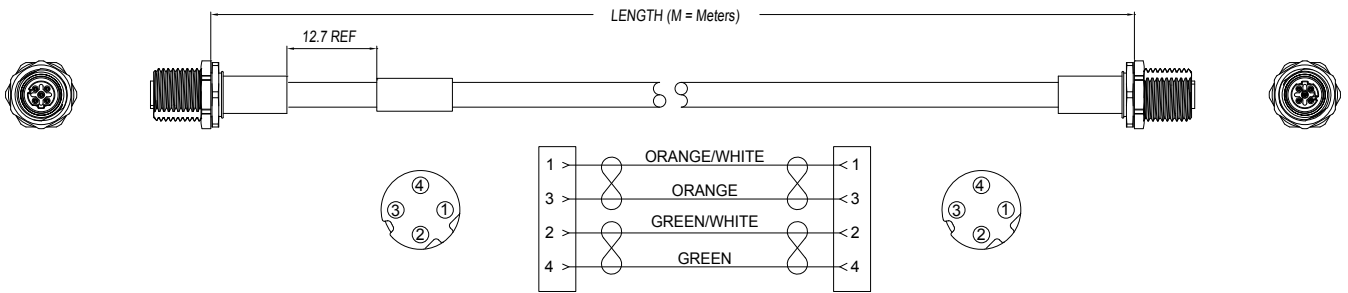 LENGTH (M = Meters)
12.7 REF
1 ORANGE/WHITE 1
3 ORANGE 3
2 GREEN/WHITE 2
4 GREEN 4
4
3 1
2
4
3 1
2